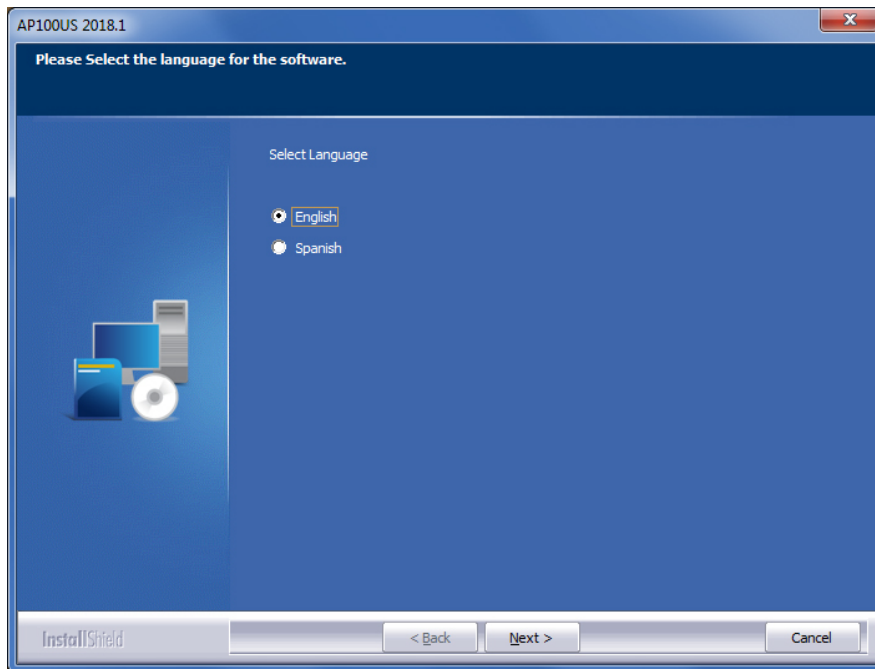 AP100US 2018.1
Please Select the language for the software.
Select Language
English
Spanish
InstallShield
< Back
Next >
Cancel